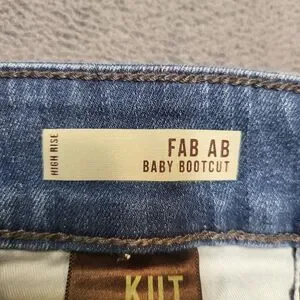 HIGH RISE
FAB AB
BABY BOOTCUT
KUT